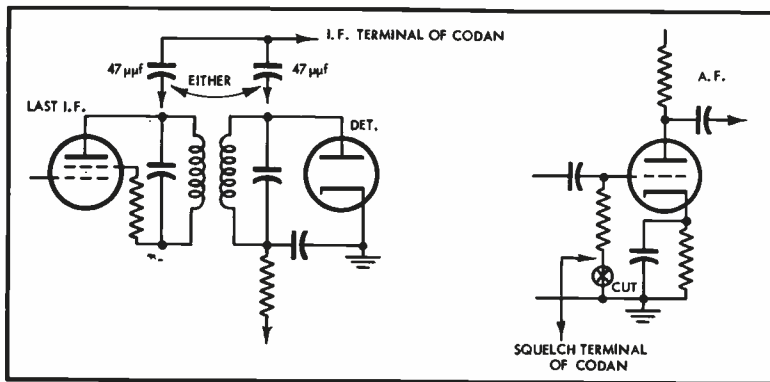 I.F. TERMINAL OF CODAN
47 µµf
EITHER
47 µµf
LAST I.F.
DET.
A.F.
CUT
SQUELCH TERMINAL
OF CODAN